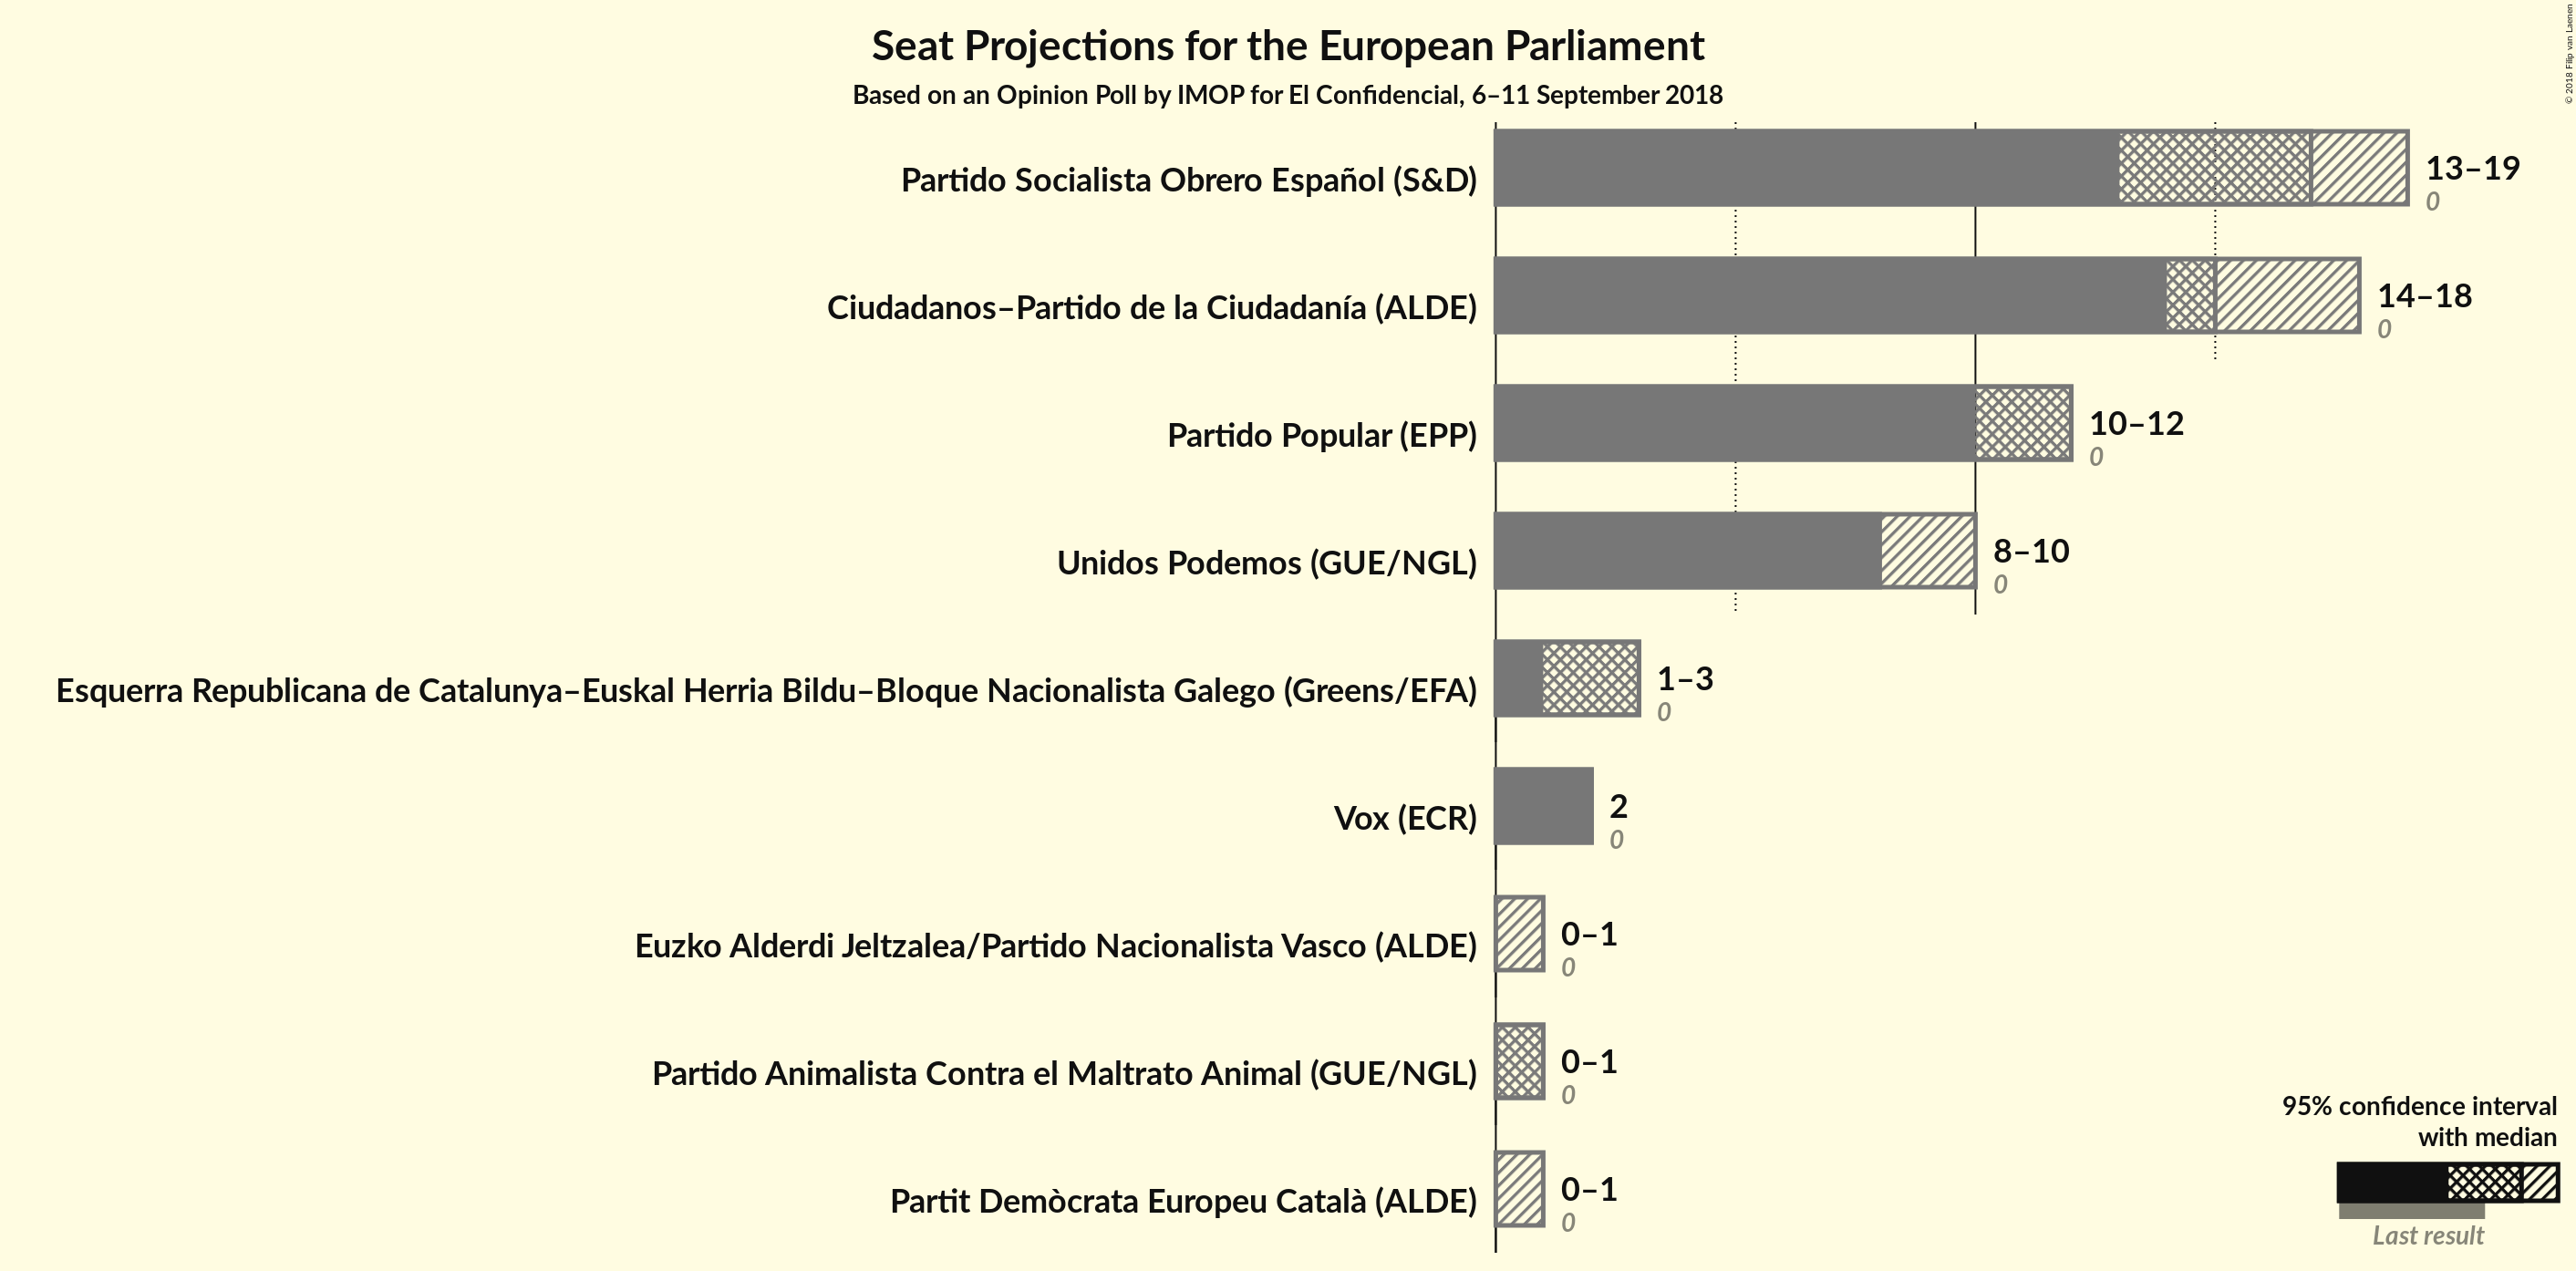 Seat Projections for the European Parliament
Based on an Opinion Poll by IMOP for El Confidencial, 6–11 September 2018
© 2018 Filip van Laenen
Partido Socialista Obrero Español (S&D)
13–19
0
Ciudadanos–Partido de la Ciudadanía (ALDE)
14–18
0
Partido Popular (EPP)
10–12
0
Unidos Podemos (GUE/NGL)
8–10
0
Esquerra Republicana de Catalunya–Euskal Herria Bildu–Bloque Nacionalista Galego (Greens/EFA)
1–3
0
Vox (ECR)
2
0
Euzko Alderdi Jeltzalea/Partido Nacionalista Vasco (ALDE)
0–1
0
Partido Animalista Contra el Maltrato Animal (GUE/NGL)
0–1
0
Partit Demòcrata Europeu Català (ALDE)
0–1
0
95% confidence interval
with median
Last result